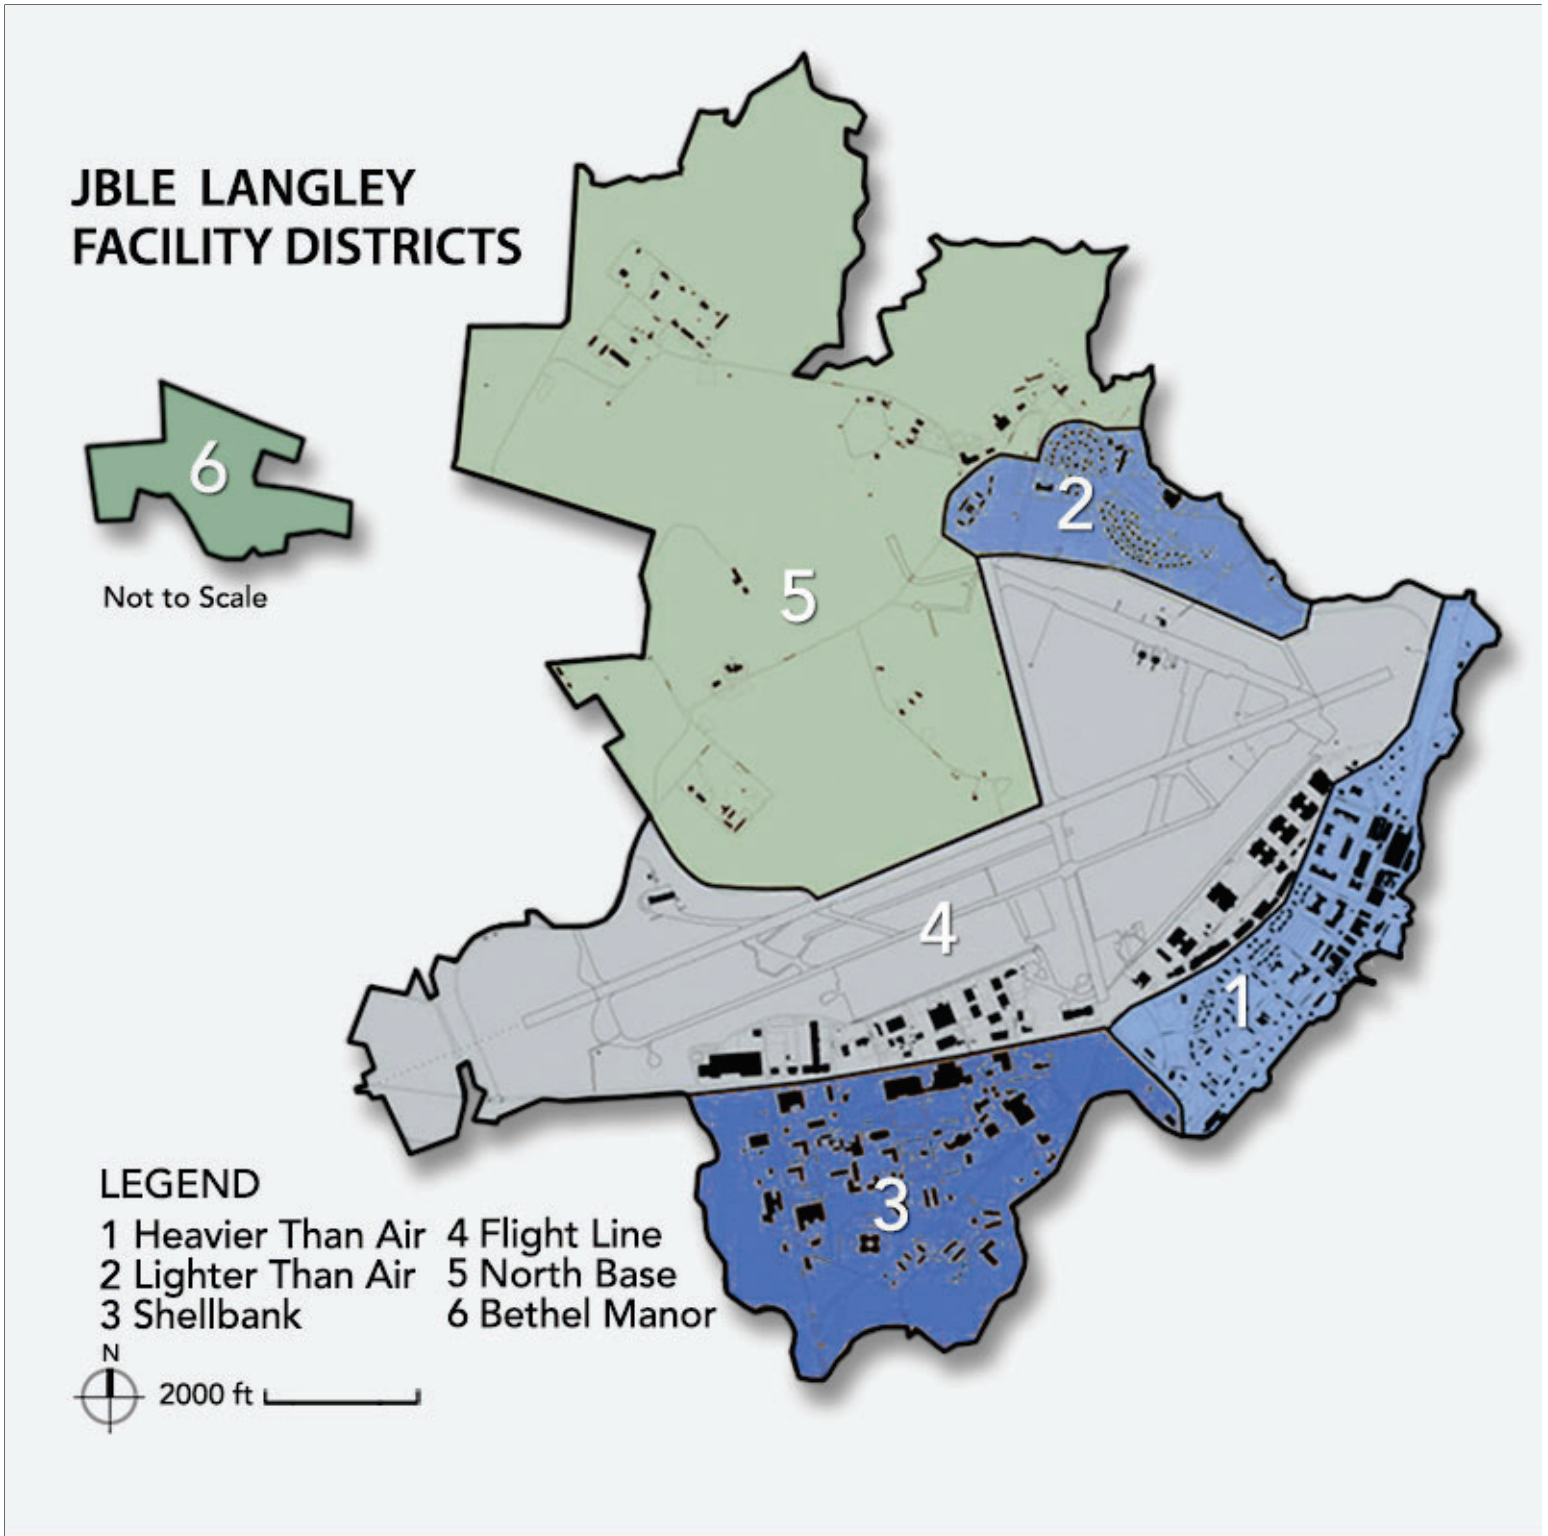 JBLE LANGLEY
FACILITY DISTRICTS
6
Not to Scale
2
5
4
1
3
LEGEND
1 Heavier Than Air
2 Lighter Than Air
3 Shellbank
4 Flight Line
5 North Base
6 Bethel Manor
N
2000 ft